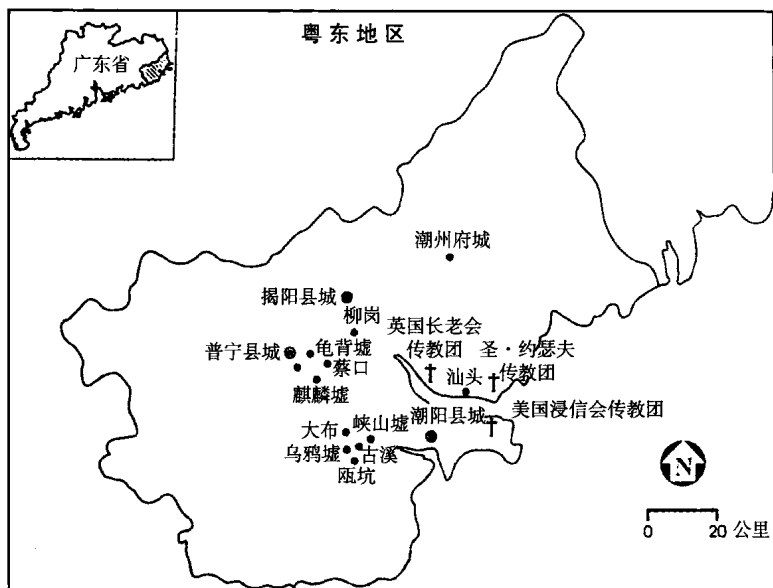 粤东地区
广东省
潮州府城
揭阳县城
柳岗
英国长老会
传教团
圣·约瑟夫
传教团
普宁县城
龟背墟
蔡口
汕头
麒麟墟
美国浸信会传教团
潮阳县城
大布
峡山墟
乌鸦墟
古溪
瓯坑
N
0 20 公里